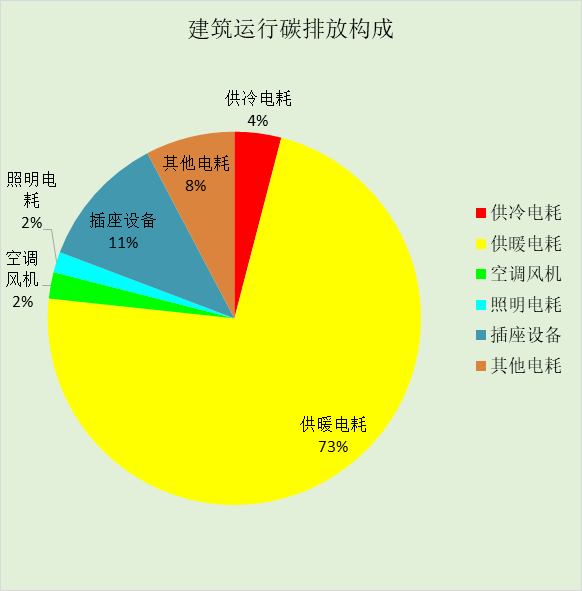 建筑运行碳排放构成
供冷电耗
4%
其他电耗
8%
照明电
耗
2%
插座设备
11%
空调
风机
2%
供暖电耗
73%
供冷电耗
供暖电耗
空调风机
照明电耗
插座设备
其他电耗